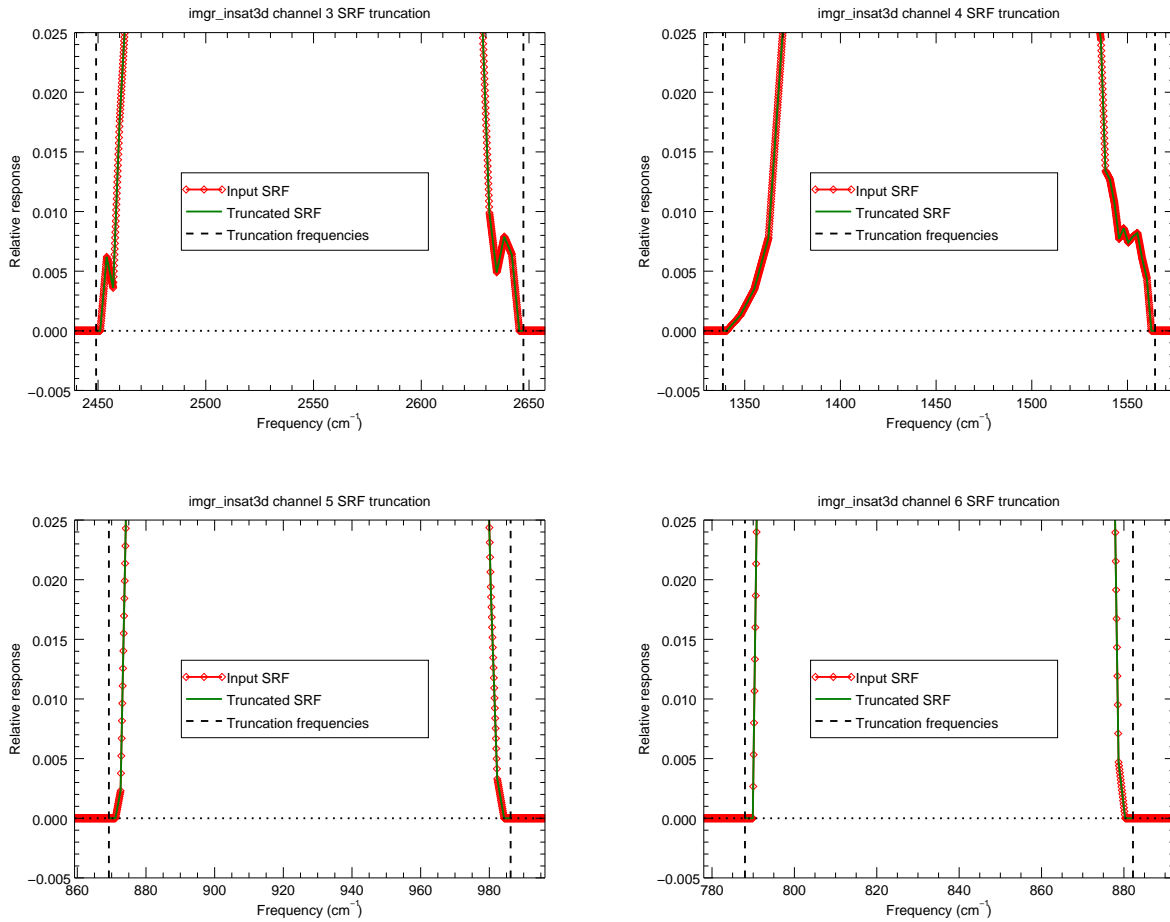 imgr_insat3d channel 3 SRF truncation
0.025
0.020
0.015
0.010
0.005
0.000
−0.005
Relative response
Input SRF
Truncated SRF
Truncation frequencies
2450 2500 2550 2600 2650
Frequency (cm⁻¹)
imgr_insat3d channel 4 SRF truncation
0.025
0.020
0.015
0.010
0.005
0.000
−0.005
Relative response
Input SRF
Truncated SRF
Truncation frequencies
1350 1400 1450 1500 1550
Frequency (cm⁻¹)
imgr_insat3d channel 5 SRF truncation
0.025
0.020
0.015
0.010
0.005
0.000
−0.005
Relative response
Input SRF
Truncated SRF
Truncation frequencies
860 880 900 920 940 960 980
Frequency (cm⁻¹)
imgr_insat3d channel 6 SRF truncation
0.025
0.020
0.015
0.010
0.005
0.000
−0.005
Relative response
Input SRF
Truncated SRF
Truncation frequencies
780 800 820 840 860 880
Frequency (cm⁻¹)